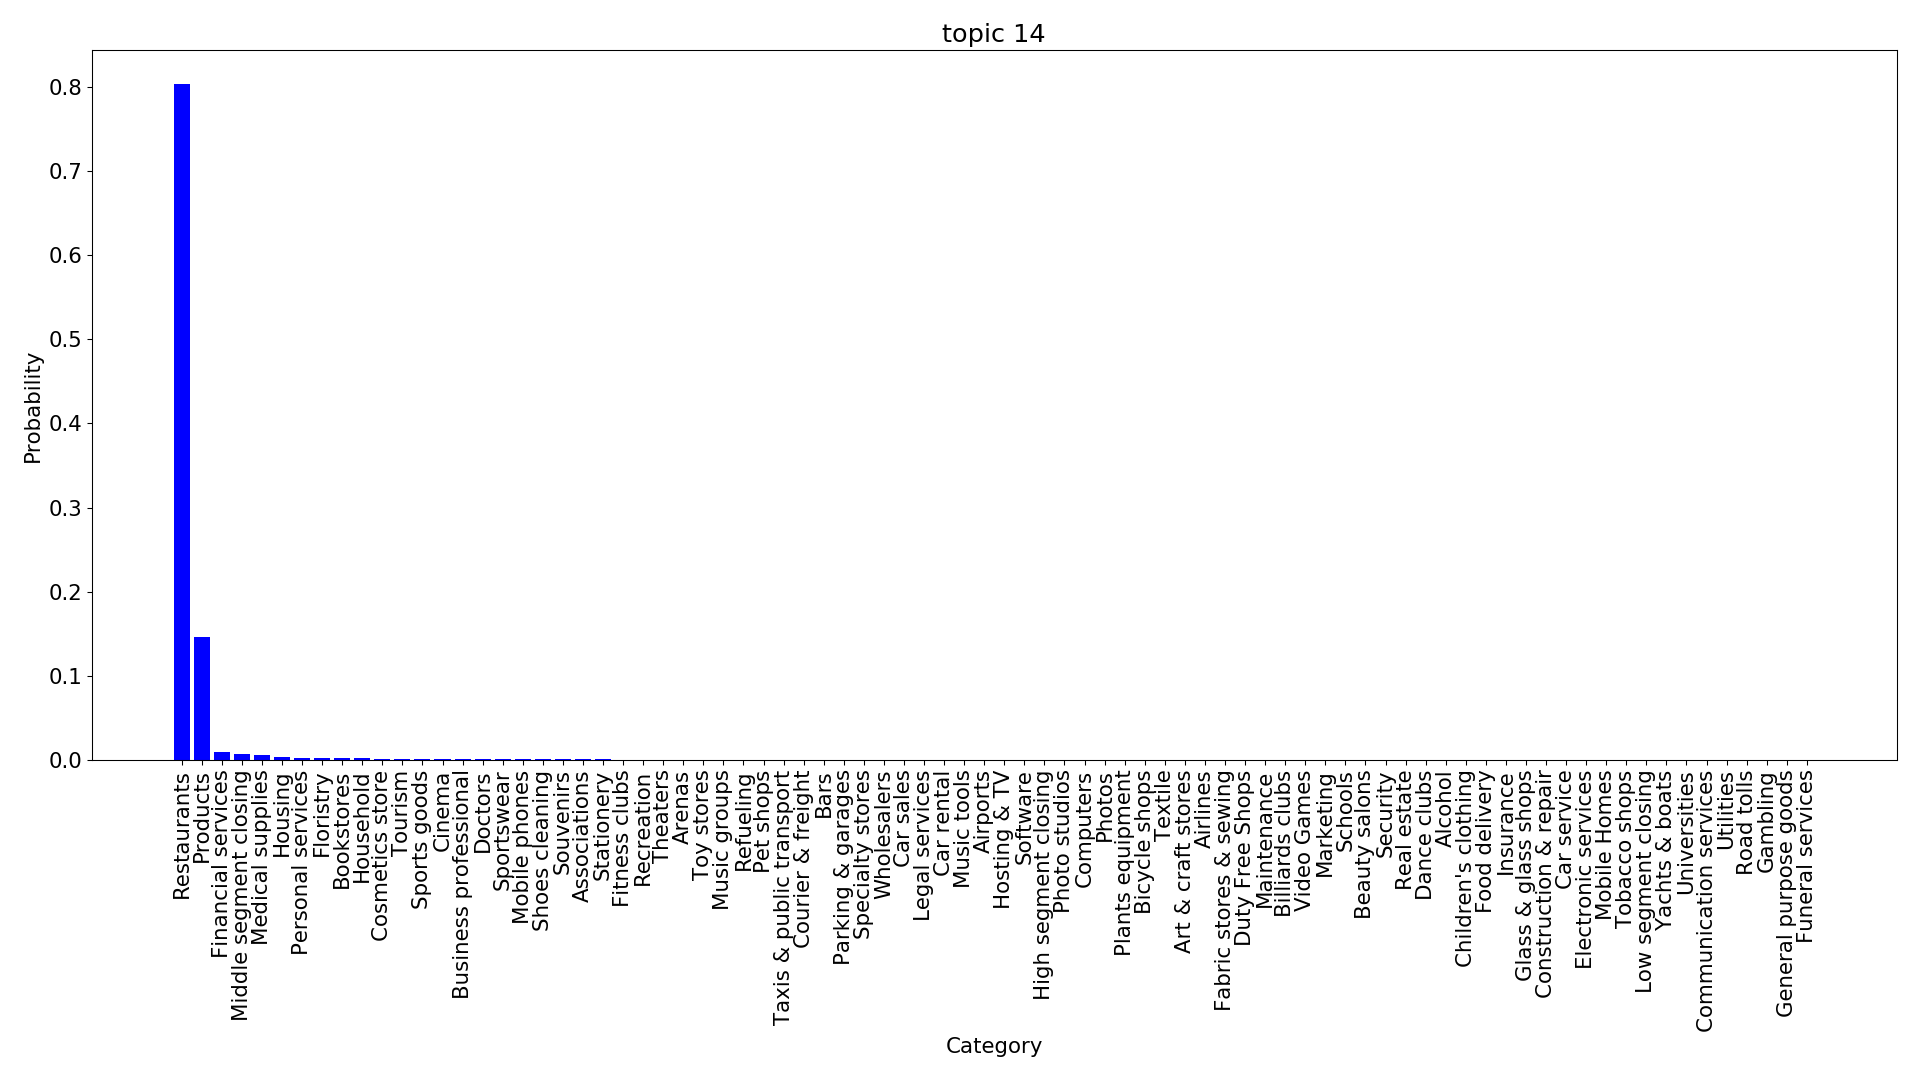 topic 14
Probability
0.8
0.7
0.6
0.5
0.4
0.3
0.2
0.1
0.0
Restaurants
Products
Financial services
Middle segment closing
Medical supplies
Housing
Personal services
Floristry
Bookstores
Household
Cosmetics store
Tourism
Sports goods
Cinema
Business professional
Doctors
Sportswear
Mobile phones
Shoes cleaning
Souvenirs
Associations
Stationery
Fitness clubs
Recreation
Theaters
Arenas
Toy stores
Music groups
Refueling
Pet shops
Taxis & public transport
Courier & freight
Bars
Parking & garages
Specialty stores
Wholesalers
Car sales
Legal services
Car rental
Music tools
Airports
Hosting & TV
Software
High segment closing
Photo studios
Computers
Photos
Plants equipment
Bicycle shops
Textile
Art & craft stores
Airlines
Fabric stores & sewing
Duty Free Shops
Maintenance
Billiards clubs
Video Games
Marketing
Schools
Beauty salons
Security
Real estate
Dance clubs
Alcohol
Children's clothing
Food delivery
Insurance
Glass & glass shops
Construction & repair
Car service
Electronic services
Mobile Homes
Tobacco shops
Low segment closing
Yachts & boats
Universities
Communication services
Utilities
Road tolls
Gambling
General purpose goods
Funeral services
Category